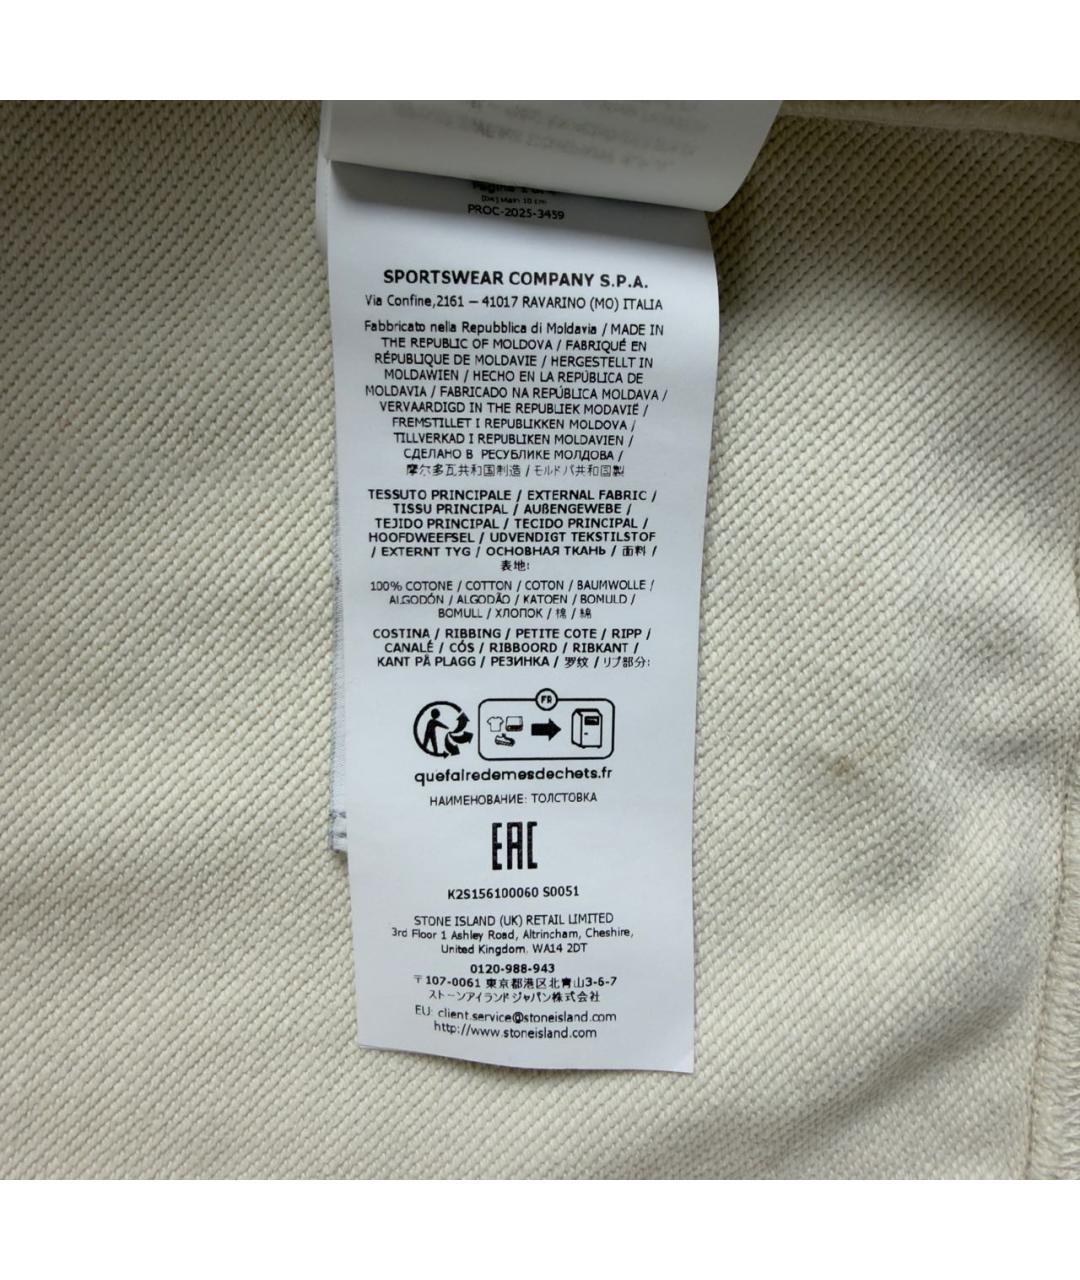 PROC-2025-3459
SPORTSWEAR COMPANY S.P.A.
Via Confine,2161 – 41017 RAVARINO (MO) ITALIA
Fabbricato nella Repubblica di Moldavia / MADE IN
THE REPUBLIC OF MOLDOVA / FABRIQUÉ EN
RÉPUBLIQUE DE MOLDAVIE / HERGESTELLT IN
MOLDAWIEN / HECHO EN LA REPÚBLICA DE
MOLDAVIA / FABRICADO NA REPÚBLICA MOLDAVA /
VERVAARDIGD IN THE REPUBLIEK MODAVIË /
FREMSTILLET I REPUBLIKKEN MOLDOVA /
TILLVERKAD I REPUBLIKEN MOLDAVIEN /
СДЕЛАНО В РЕСУБЛИКЕ МОЛДОВА /
摩尔多瓦共和国制造 / モルドバ共和国製
TESSUTO PRINCIPALE / EXTERNAL FABRIC /
TISSU PRINCIPAL / AUßENGEWEBE /
TEJIDO PRINCIPAL / TECIDO PRINCIPAL /
HOOFDWEEFSEL / UDVENDIGT TEKSTILSTOF
/ EXTERNT TYG / ОСНОВНАЯ ТКАНЬ / 面料 /
表地:
100% COTONE / COTTON / COTON / BAUMWOLLE /
ALGODÓN / ALGODÃO / KATOEN / BOMULD /
BOMULL / ХЛОПОК / 棉 / 綿
COSTINA / RIBBING / PETITE COTE / RIPP /
CANALÉ / CÓS / RIBBOORD / RIBKANT /
KANT PÅ PLAGG / РЕЗИНКА / 罗纹 / リブ部分:
FR
quefairedemesdechets.fr
НАИМЕНОВАНИЕ: ТОЛСТОВКА
EAC
K2S156100060 S0051
STONE ISLAND (UK) RETAIL LIMITED
3rd Floor 1 Ashley Road, Altrincham, Cheshire,
United Kingdom, WA14 2DT
0120-988-943
〒107-0061 東京都港区北青山3-6-7
ストーンアイランドジャパン株式会社
EU: client.service@stoneisland.com
http://www.stoneisland.com